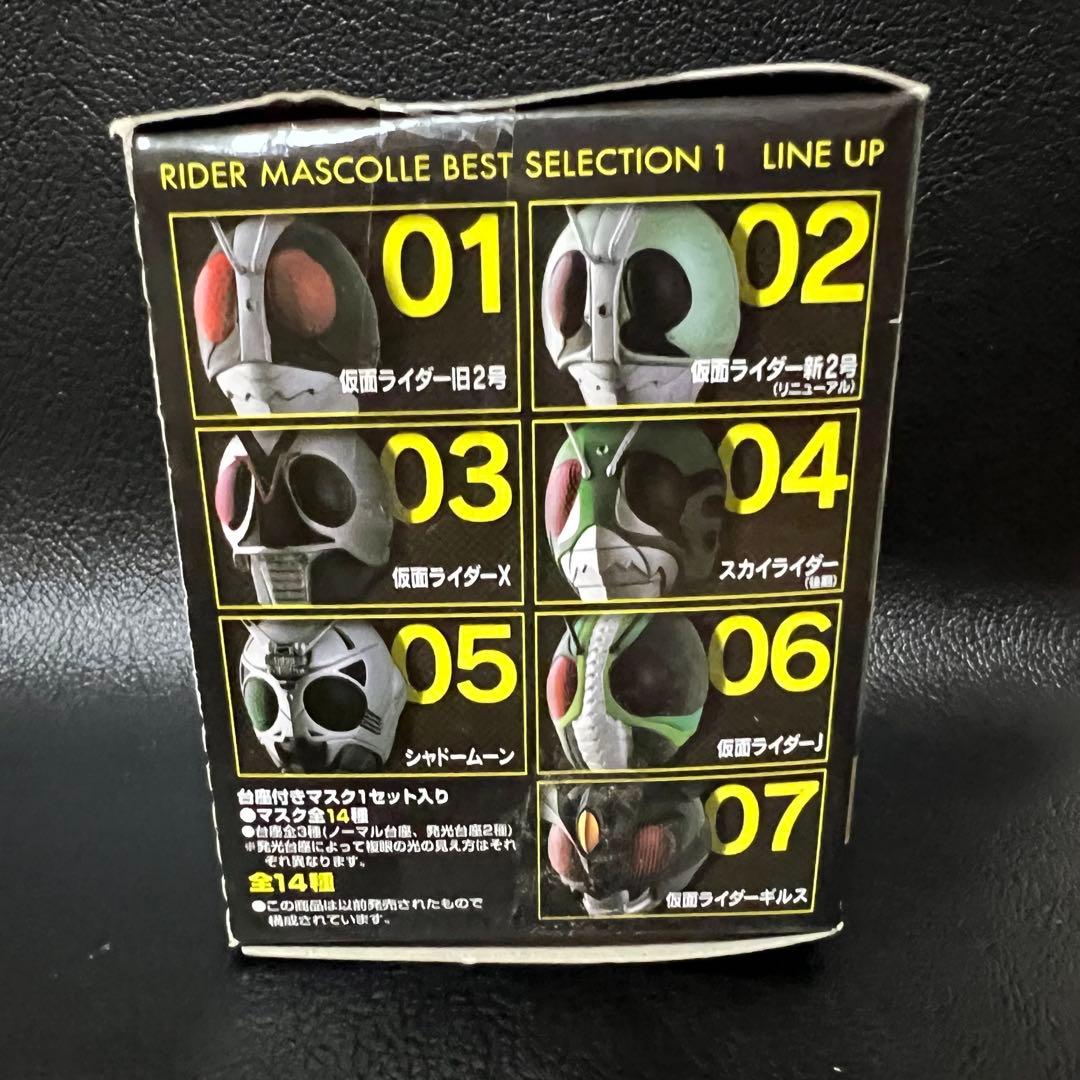 RIDER MASCOLLE BEST SELECTION 1 LINE UP
01
仮面ライダー旧2号
02
仮面ライダー新2号
(リニューアル)
03
仮面ライダーX
04
スカイライダー
(後期)
05
シャドームーン
06
仮面ライダーJ
07
仮面ライダーギルス
台座付きマスク1セット入り
●マスク全14種
●台座全3種(ノーマル台座、発光台座2種)
※発光台座によって複眼の光の見え方はそれ
ぞれ異なります。
全14種
●この商品は以前発売されたもので
構成されています。